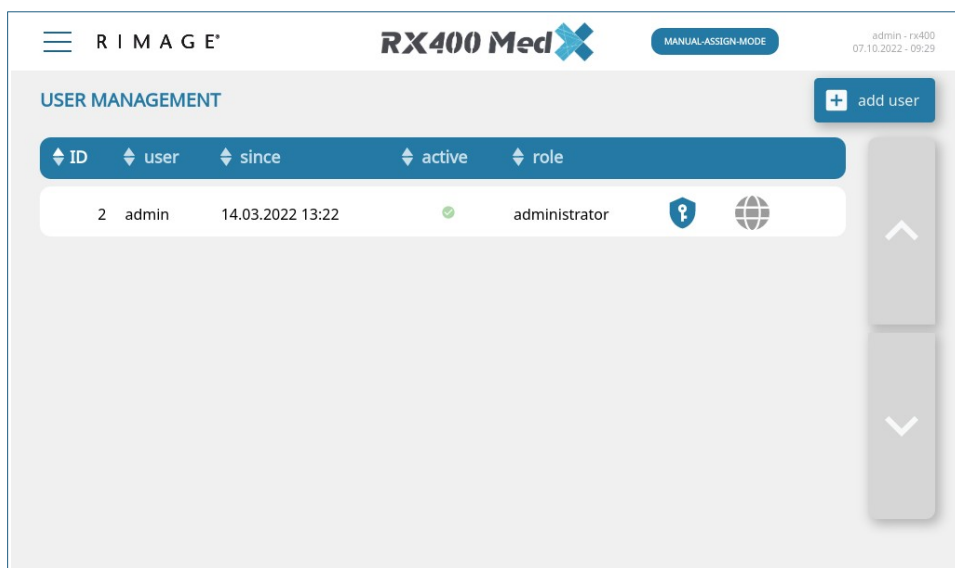 RIMAGE®
RX400 MedX
MANUAL-ASSIGN-MODE
admin - rx400
07.10.2022 - 09:29
USER MANAGEMENT
add user
ID user since active role
2 admin 14.03.2022 13:22 administrator